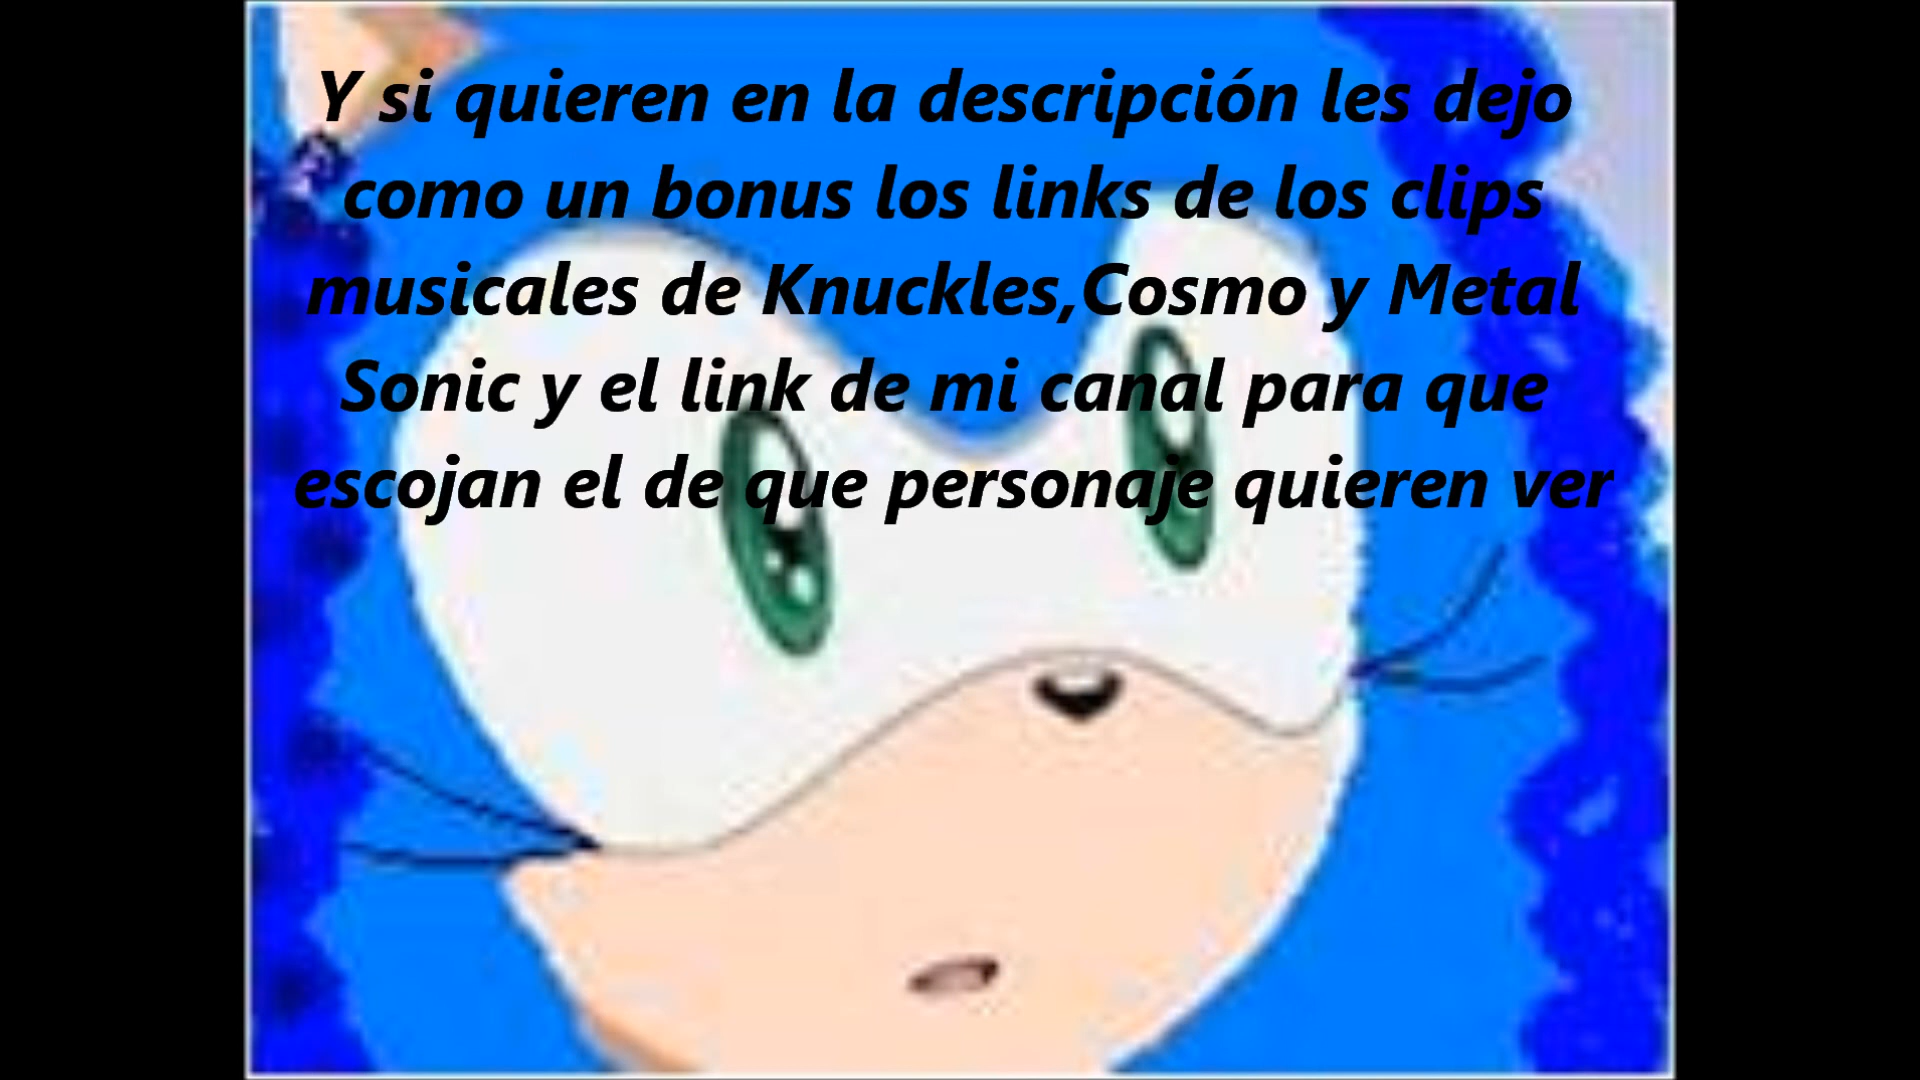 Y si quieren en la descripción les dejo
como un bonus los links de los clips
musicales de Knuckles,Cosmo y Metal
Sonic y el link de mi canal para que
escojan el de que personaje quieren ver